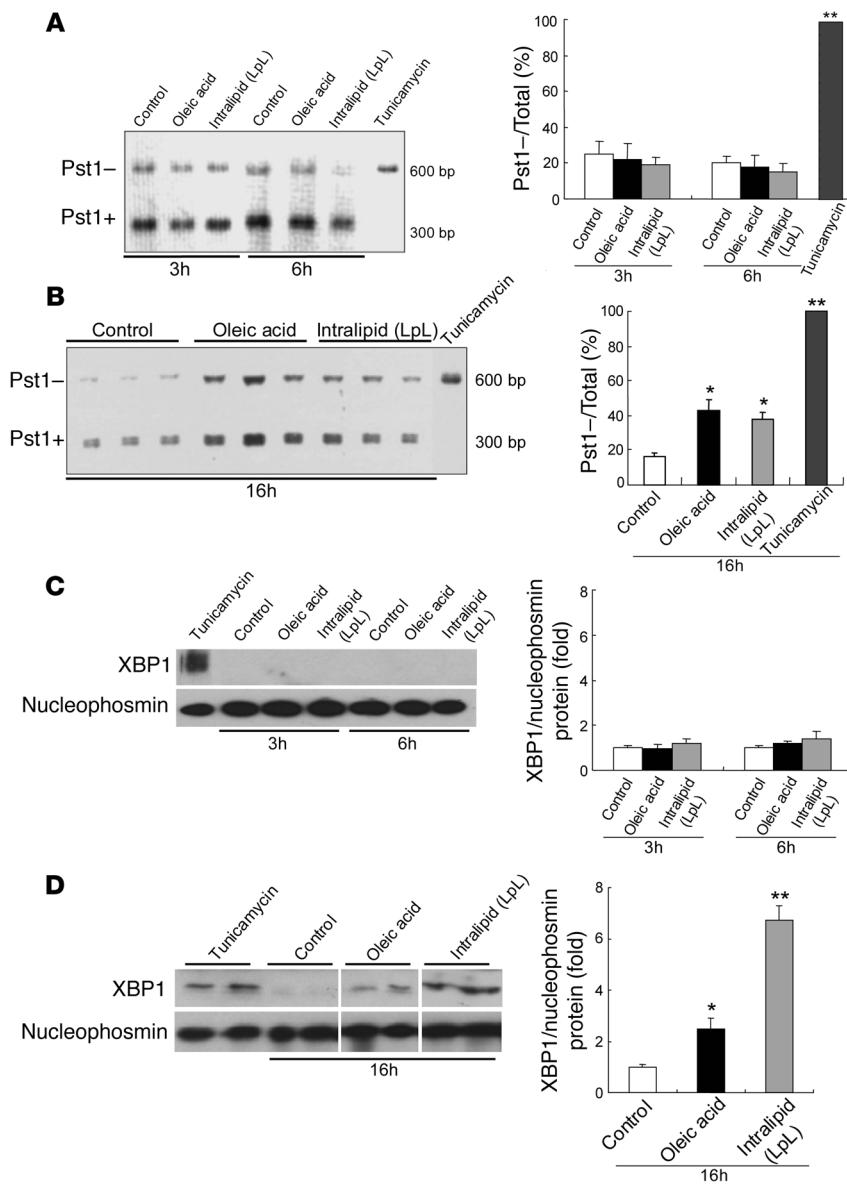 A
Control
Oleic acid
Intralipid (LpL)
Control
Oleic acid
Intralipid (LpL)
Tunicamycin
Pst1–
600 bp
Pst1+
300 bp
3h
6h
Pst1–/Total (%)
100
80
60
40
20
0
**
Control
Oleic acid
Intralipid
(LpL)
Control
Oleic acid
Intralipid
(LpL)
Tunicamycin
3h
6h
B
Control
Oleic acid
Intralipid (LpL)
Tunicamycin
Pst1–
600 bp
Pst1+
300 bp
16h
Pst1–/Total (%)
100
80
60
40
20
0
*
*
**
Control
Oleic acid
Intralipid
(LpL)
Tunicamycin
16h
C
Tunicamycin
Control
Oleic acid
Intralipid
(LpL)
Control
Oleic acid
Intralipid
(LpL)
XBP1
Nucleophosmin
3h
6h
XBP1/nucleophosmin
protein (fold)
8
6
4
2
0
Control
Oleic acid
Intralipid
(LpL)
Control
Oleic acid
Intralipid
(LpL)
3h
6h
D
Tunicamycin
Control
Oleic acid
Intralipid (LpL)
XBP1
Nucleophosmin
16h
XBP1/nucleophosmin
protein (fold)
8
6
4
2
0
*
**
Control
Oleic acid
Intralipid
(LpL)
16h